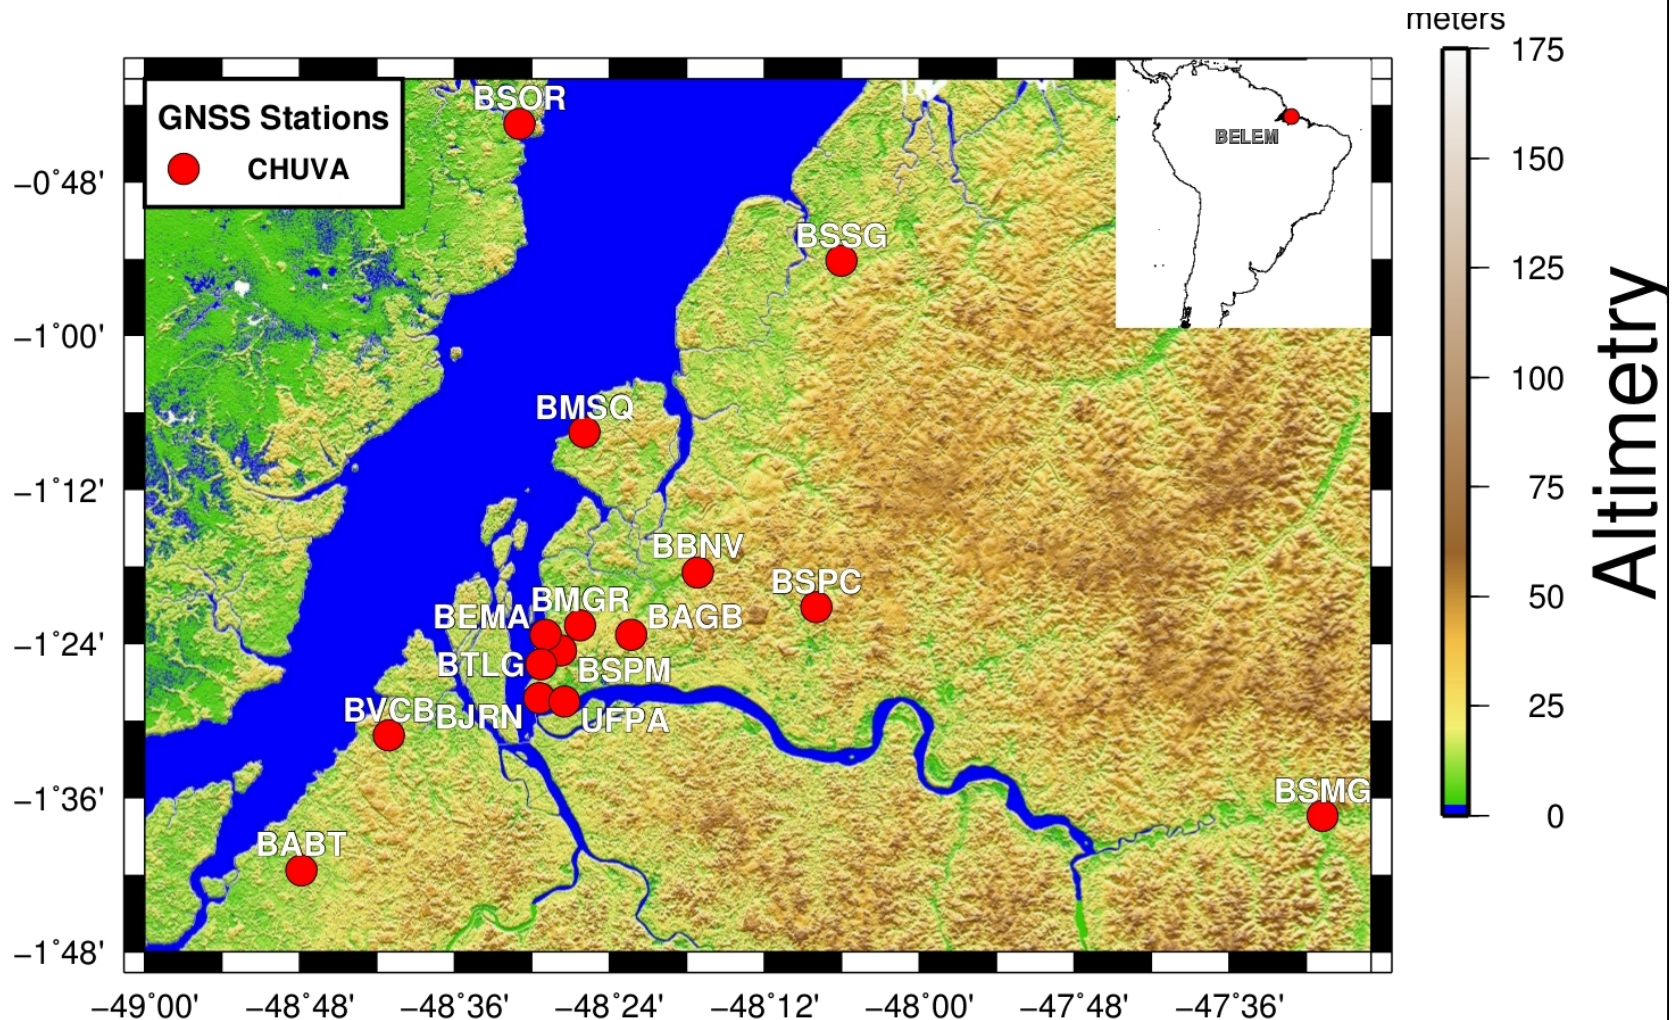 meters
175
150
125
100
75
50
25
0
Altimetry
GNSS Stations
CHUVA
BELEM
BSOR
BSSG
BMSQ
BBNV
BSPC
BMGR
BEMA
BAGB
BTLG
BSPM
BVCB
BJRN
UFPA
BSMG
BABT
−0˚48'
−1˚00'
−1˚12'
−1˚24'
−1˚36'
−1˚48'
−49˚00'
−48˚48'
−48˚36'
−48˚24'
−48˚12'
−48˚00'
−47˚48'
−47˚36'